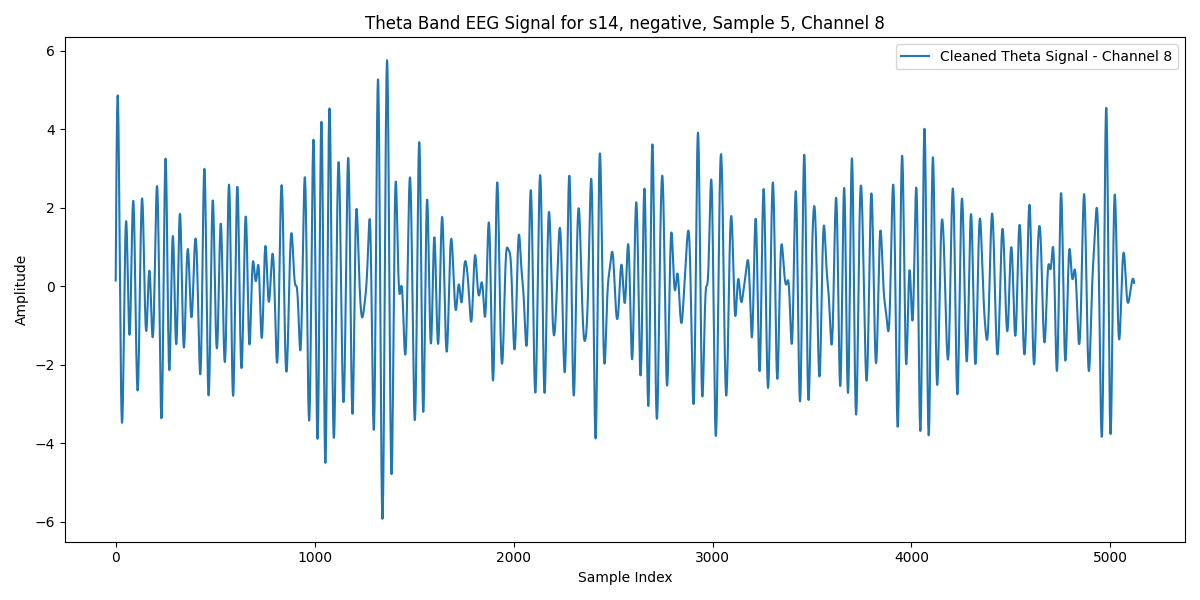 Theta Band EEG Signal for s14, negative, Sample 5, Channel 8
Cleaned Theta Signal - Channel 8
Amplitude
6
4
2
0
−2
−4
−6
0 1000 2000 3000 4000 5000
Sample Index